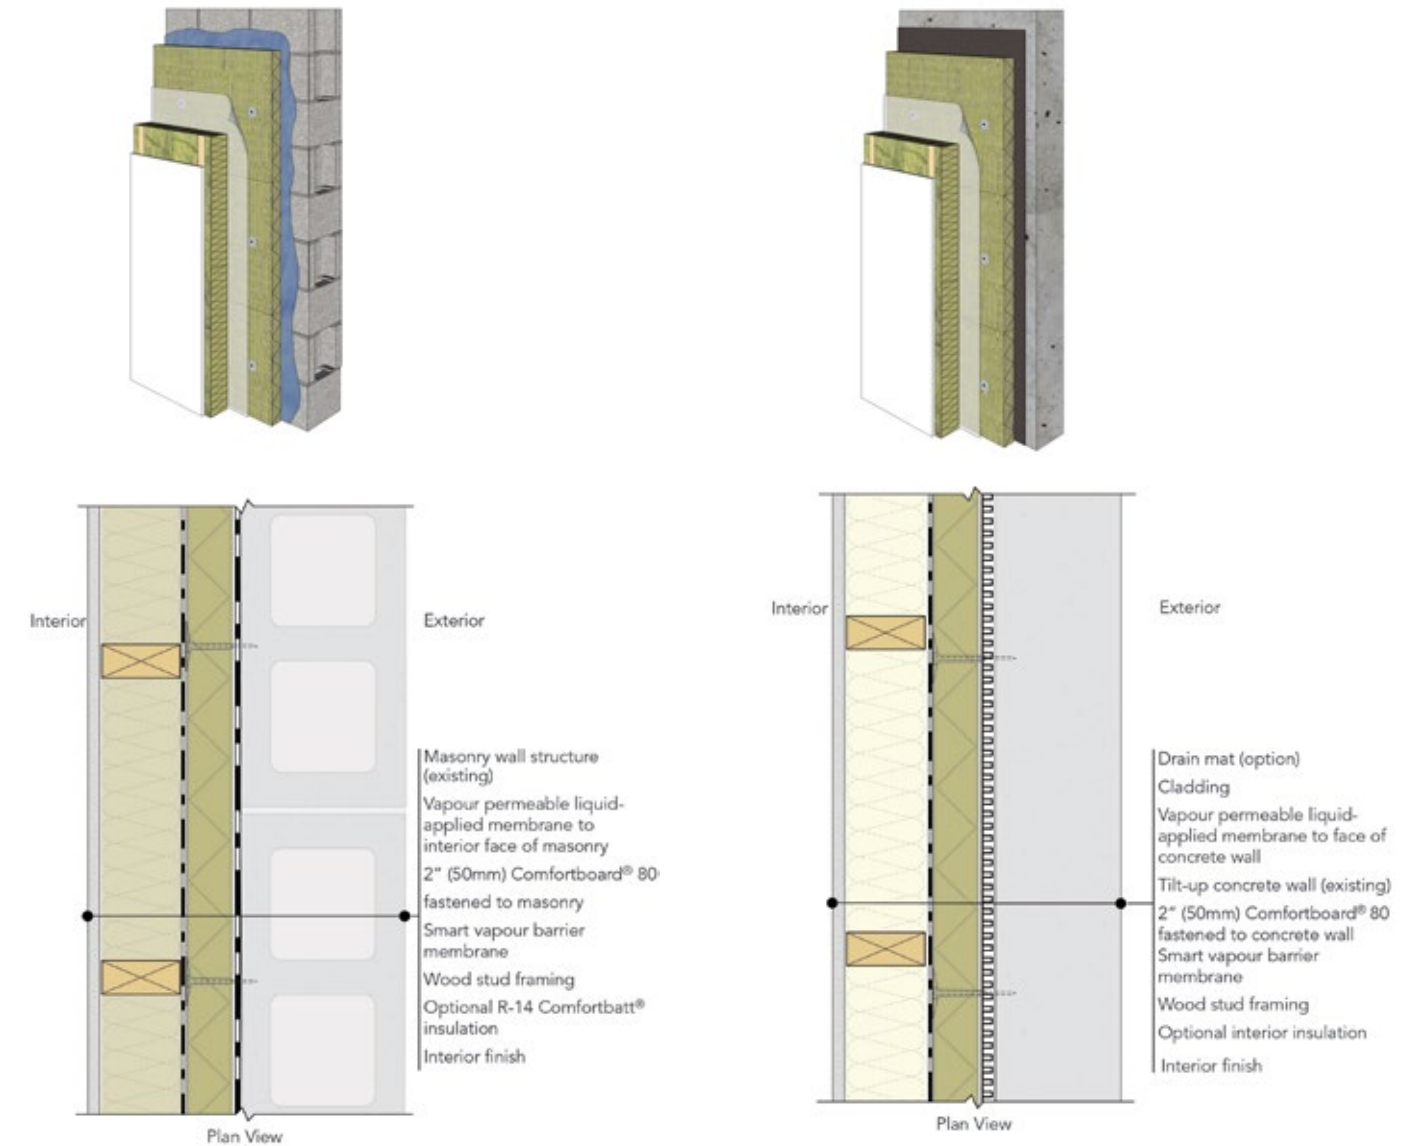 Interior
Exterior
Masonry wall structure
(existing)
Vapour permeable liquid-
applied membrane to
interior face of masonry
2" (50mm) Comfortboard® 80
fastened to masonry
Smart vapour barrier
membrane
Wood stud framing
Optional R-14 Comfortbatt®
insulation
Interior finish
Plan View
Interior
Exterior
Drain mat (option)
Cladding
Vapour permeable liquid-
applied membrane to face of
concrete wall
Tilt-up concrete wall (existing)
2" (50mm) Comfortboard® 80
fastened to concrete wall
Smart vapour barrier
membrane
Wood stud framing
Optional interior insulation
Interior finish
Plan View